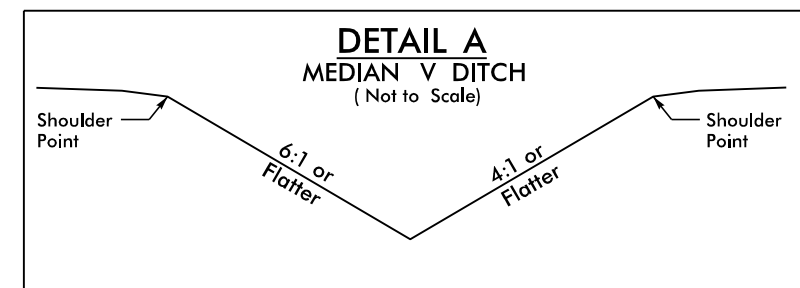 DETAIL A
MEDIAN V DITCH
( Not to Scale)
Shoulder
Point
Shoulder
Point
6:1 or
Flatter
4:1 or
Flatter